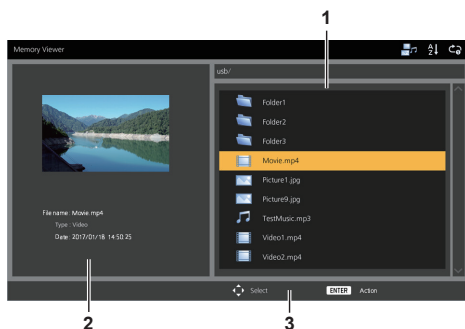 1
Memory Viewer
usb/
Folder1
Folder2
Folder3
Movie.mp4
Picture1.jpg
Picture9.jpg
TestMusic.mp3
Video1.mp4
Video2.mp4
File name : Movie.mp4
Type : Video
Date : 2017/01/18 14:50:25
Select
ENTER Action
2
3